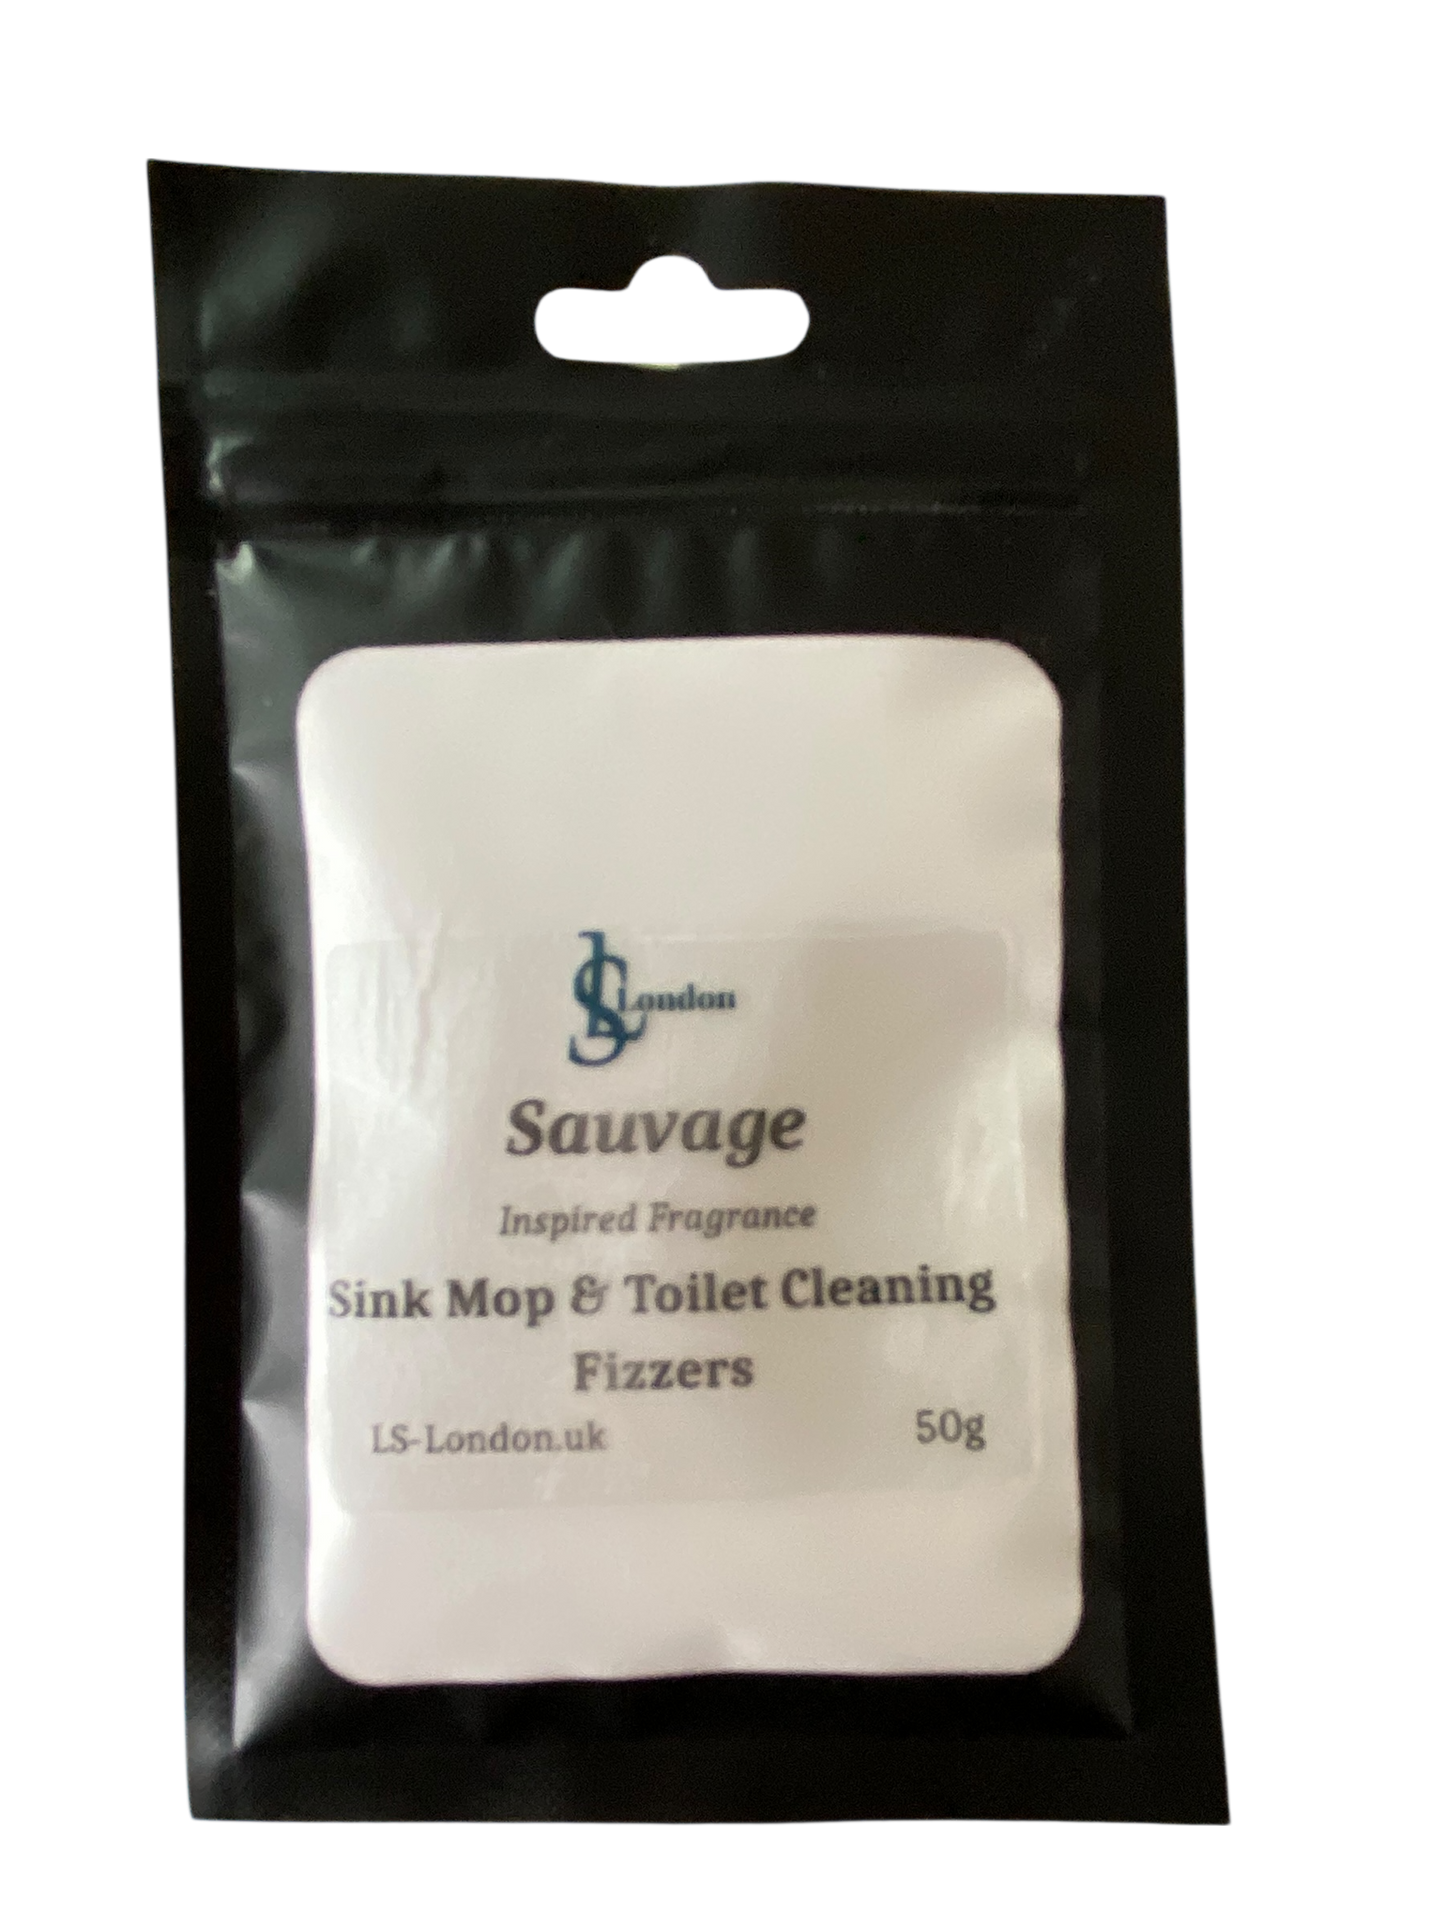 LS London
Sauvage
Inspired Fragrance
Sink Mop & Toilet Cleaning
Fizzers
LS-London.uk 50g